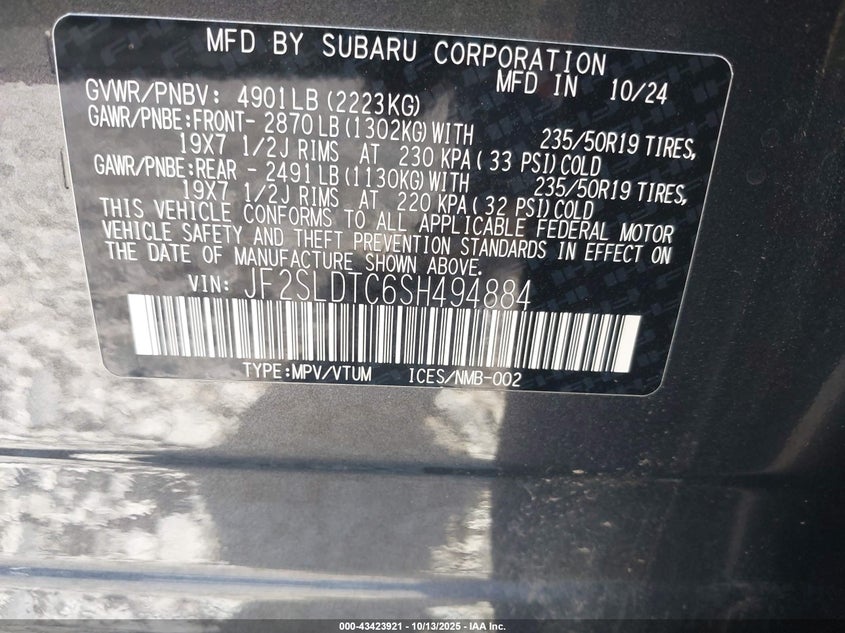 MFD BY SUBARU CORPORATION
MFD IN 10/24
GVWR/PNBV: 4901LB(2223KG)
GAWR/PNBE:FRONT- 2870LB(1302KG)WITH 235/50R19 TIRES,
19X7 1/2J RIMS AT 230 KPA( 33 PSI)COLD
GAWR/PNBE:REAR - 2491LB(1130KG)WITH 235/50R19 TIRES,
19X7 1/2J RIMS AT 220 KPA( 32 PSI)COLD
THIS VEHICLE CONFORMS TO ALL APPLICABLE FEDERAL MOTOR
VEHICLE SAFETY AND THEFT PREVENTION STANDARDS IN EFFECT ON
THE DATE OF MANUFACTURE SHOWN ABOVE.
VIN: JF2SLDTC6SH494884
TYPE:MPV/VTUM ICES/NMB-002
000-43423921 - 10/13/2025 - IAA Inc.